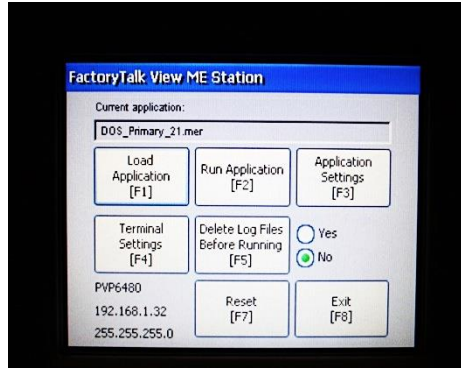 FactoryTalk View ME Station
Current application:
DOS_Primary_21.mer
Load
Application
[F1]
Run Application
[F2]
Application
Settings
[F3]
Terminal
Settings
[F4]
Delete Log Files
Before Running
[F5]
Yes
No
PVP6480
192.168.1.32
255.255.255.0
Reset
[F7]
Exit
[F8]